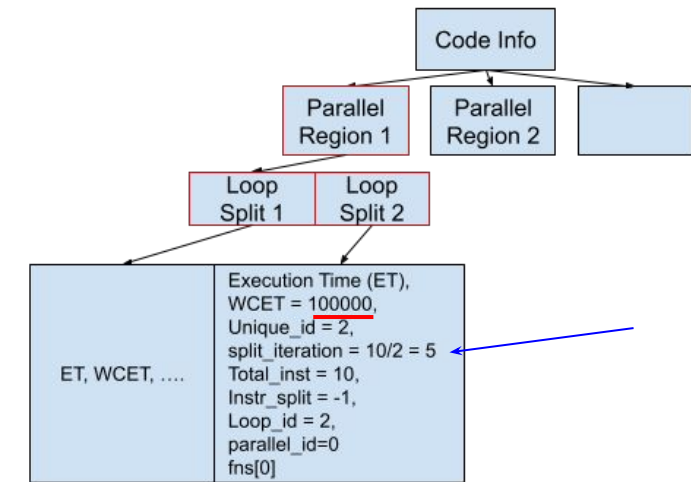 Code Info
Parallel
Region 1
Parallel
Region 2
Loop
Split 1
Loop
Split 2
ET, WCET, ....
Execution Time (ET),
WCET = 100000,
Unique_id = 2,
split_iteration = 10/2 = 5
Total_inst = 10,
Instr_split = -1,
Loop_id = 2,
parallel_id=0
fns[0]